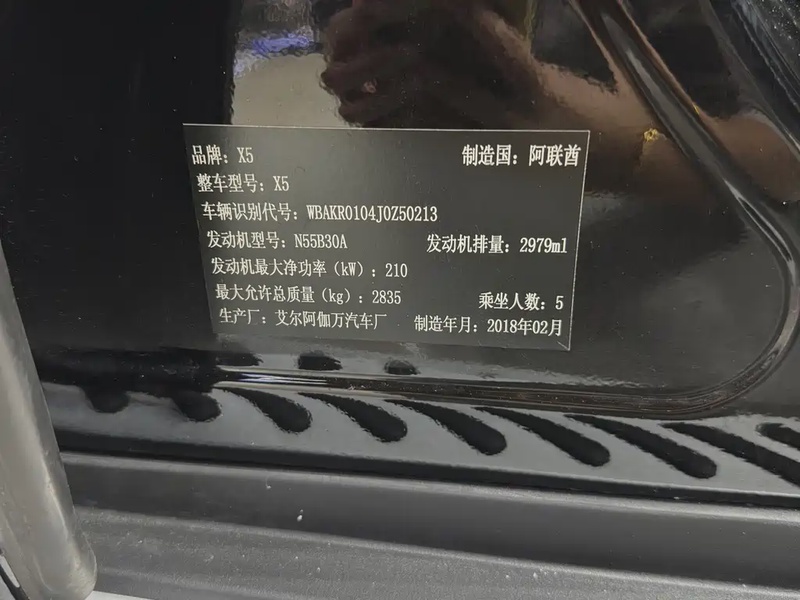 品牌：X5 制造国：阿联酋
整车型号：X5
车辆识别代号：WBAKR0104J0Z50213
发动机型号：N55B30A 发动机排量：2979ml
发动机最大净功率（kW）：210
最大允许总质量（kg）：2835 乘坐人数：5
生产厂：艾尔阿伽万汽车厂 制造年月：2018年02月